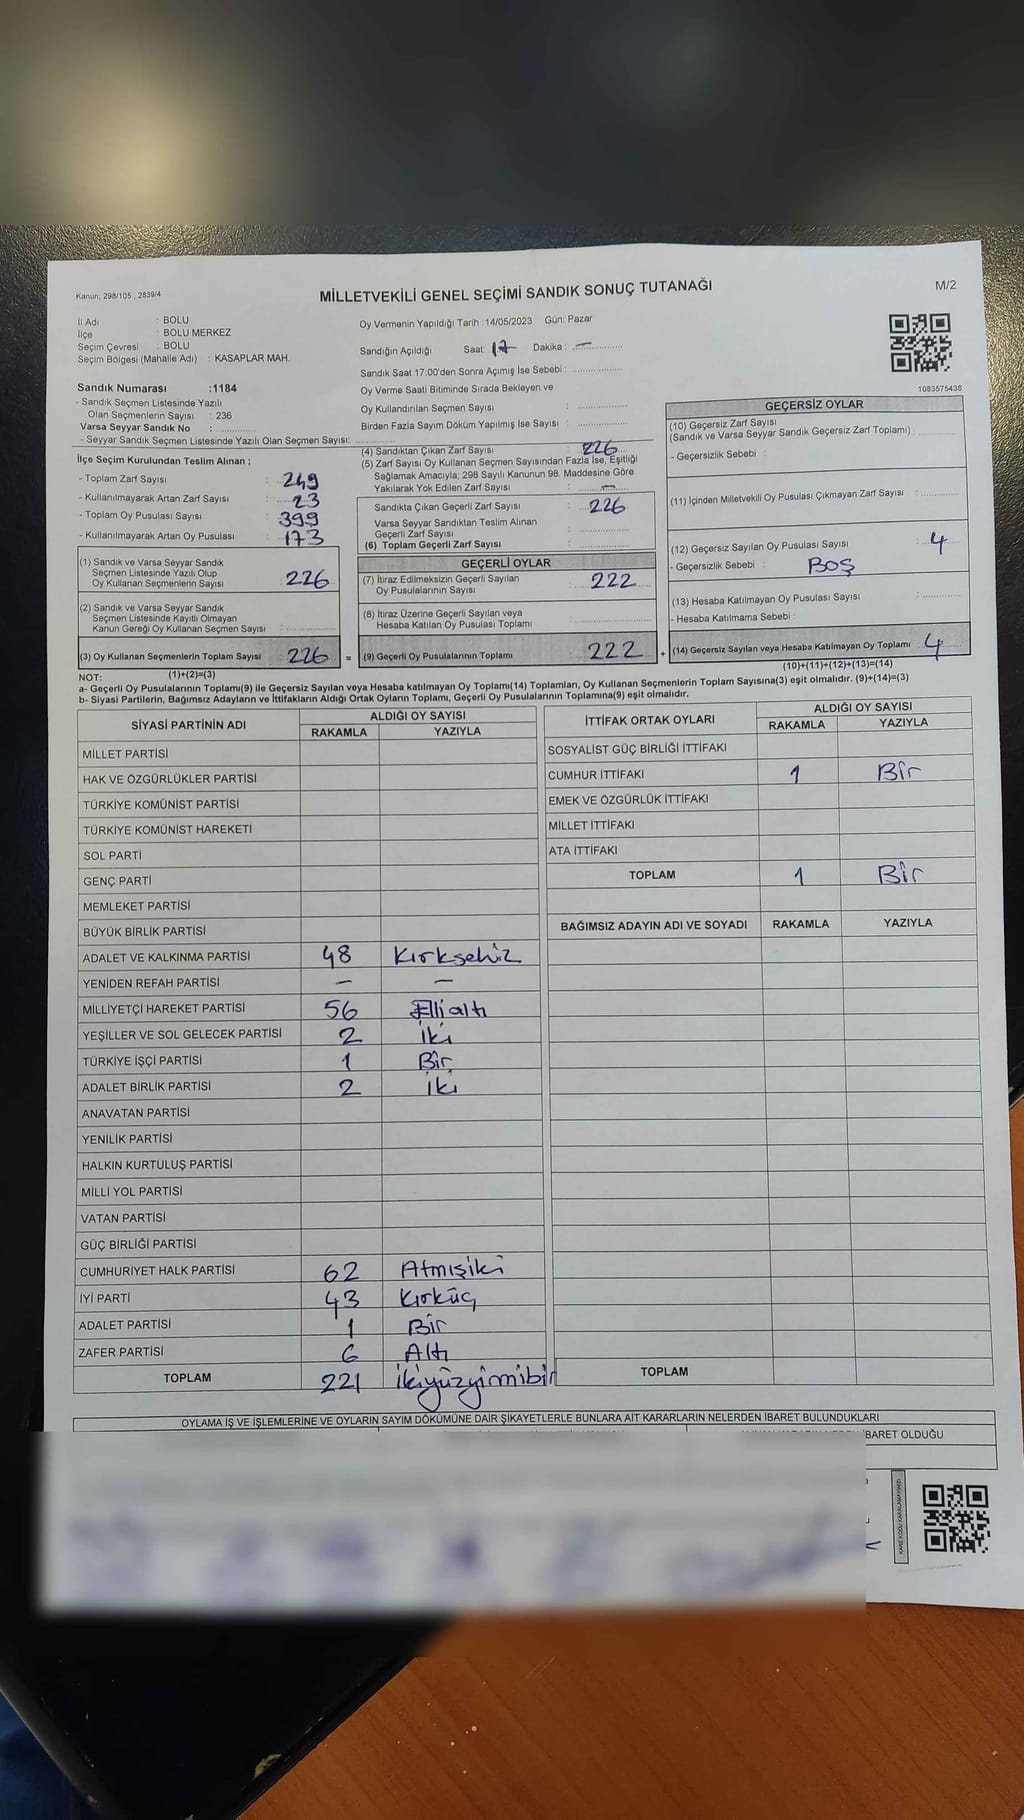 Kanun; 298/105 , 2839/4
MİLLETVEKİLİ GENEL SEÇİMİ SANDIK SONUÇ TUTANAĞI
M/2
İl Adı : BOLU
İlçe : BOLU MERKEZ
Seçim Çevresi : BOLU
Seçim Bölgesi (Mahalle Adı) : KASAPLAR MAH.
Oy Vermenin Yapıldığı Tarih :14/05/2023 Gün: Pazar
Sandığın Açıldığı Saat: 17 Dakika : —
Sandık Saat 17:00'den Sonra Açımış İse Sebebi :
Oy Verme Saati Bitiminde Sırada Bekleyen ve
Oy Kullandırılan Seçmen Sayısı :
Birden Fazla Sayım Döküm Yapılmış İse Sayısı :
1083575438
Sandık Numarası :1184
- Sandık Seçmen Listesinde Yazılı
Olan Seçmenlerin Sayısı : 236
Varsa Seyyar Sandık No :
- Seyyar Sandık Seçmen Listesinde Yazılı Olan Seçmen Sayısı:
İlçe Seçim Kurulundan Teslim Alınan ;
- Toplam Zarf Sayısı : 249
- Kullanılmayarak Artan Zarf Sayısı : 23
- Toplam Oy Pusulası Sayısı : 399
- Kullanılmayarak Artan Oy Pusulası : 173
(1) Sandık ve Varsa Seyyar Sandık
Seçmen Listesinde Yazılı Olup
Oy Kullanan Seçmenlerin Sayısı : 226
(2) Sandık ve Varsa Seyyar Sandık
Seçmen Listesinde Kayıtlı Olmayan
Kanun Gereği Oy Kullanan Seçmen Sayısı :
(3) Oy Kullanan Seçmenlerin Toplam Sayısı 226 =
(4) Sandıktan Çıkan Zarf Sayısı : 226
(5) Zarf Sayısı Oy Kullanan Seçmen Sayısından Fazla İse, Eşitliği
Sağlamak Amacıyla; 298 Sayılı Kanunun 98. Maddesine Göre
Yakılarak Yok Edilen Zarf Sayısı : —
Sandıkta Çıkan Geçerli Zarf Sayısı : 226
Varsa Seyyar Sandıktan Teslim Alınan
Geçerli Zarf Sayısı :
(6) Toplam Geçerli Zarf Sayısı :
GEÇERLİ OYLAR
(7) İtiraz Edilmeksizin Geçerli Sayılan
Oy Pusulalarının Sayısı : 222
(8) İtiraz Üzerine Geçerli Sayılan veya
Hesaba Katılan Oy Pusulası Toplamı :
(9) Geçerli Oy Pusulalarının Toplamı 222 +
GEÇERSİZ OYLAR
(10) Geçersiz Zarf Sayısı
(Sandık ve Varsa Seyyar Sandık Geçersiz Zarf Toplamı) :
- Geçersizlik Sebebi :
(11) İçinden Milletvekili Oy Pusulası Çıkmayan Zarf Sayısı :
(12) Geçersiz Sayılan Oy Pusulası Sayısı : 4
- Geçersizlik Sebebi : BOŞ
(13) Hesaba Katılmayan Oy Pusulası Sayısı :
- Hesaba Katılmama Sebebi :
(14) Geçersiz Sayılan veya Hesaba Katılmayan Oy Toplamı : 4
NOT: (1)+(2)=(3)
(10)+(11)+(12)+(13)=(14)
a- Geçerli Oy Pusulalarının Toplamı(9) ile Geçersiz Sayılan veya Hesaba katılmayan Oy Toplamı(14) Toplamları, Oy Kullanan Seçmenlerin Toplam Sayısına(3) eşit olmalıdır. (9)+(14)=(3)
b- Siyasi Partilerin, Bağımsız Adayların ve İttifakların Aldığı Ortak Oyların Toplamı, Geçerli Oy Pusulalarının Toplamına(9) eşit olmalıdır.
SİYASİ PARTİNİN ADI ALDIĞI OY SAYISI
RAKAMLA YAZIYLA
MİLLET PARTİSİ
HAK VE ÖZGÜRLÜKLER PARTİSİ
TÜRKİYE KOMÜNİST PARTİSİ
TÜRKİYE KOMÜNİST HAREKETİ
SOL PARTİ
GENÇ PARTİ
MEMLEKET PARTİSİ
BÜYÜK BİRLİK PARTİSİ
ADALET VE KALKINMA PARTİSİ 48 Kırksekiz
YENİDEN REFAH PARTİSİ — —
MİLLİYETÇİ HAREKET PARTİSİ 56 Ellialtı
YEŞİLLER VE SOL GELECEK PARTİSİ 2 İki
TÜRKİYE İŞÇİ PARTİSİ 1 Bir
ADALET BİRLİK PARTİSİ 2 İki
ANAVATAN PARTİSİ
YENİLİK PARTİSİ
HALKIN KURTULUŞ PARTİSİ
MİLLİ YOL PARTİSİ
VATAN PARTİSİ
GÜÇ BİRLİĞİ PARTİSİ
CUMHURİYET HALK PARTİSİ 62 Atmışiki
İYİ PARTİ 43 Kırküç
ADALET PARTİSİ 1 Bir
ZAFER PARTİSİ 6 Altı
TOPLAM 221 İkiyüzyirmibir
İTTİFAK ORTAK OYLARI ALDIĞI OY SAYISI
RAKAMLA YAZIYLA
SOSYALİST GÜÇ BİRLİĞİ İTTİFAKI
CUMHUR İTTİFAKI 1 Bir
EMEK VE ÖZGÜRLÜK İTTİFAKI
MİLLET İTTİFAKI
ATA İTTİFAKI
TOPLAM 1 Bir
BAĞIMSIZ ADAYIN ADI VE SOYADI RAKAMLA YAZIYLA
TOPLAM
OYLAMA İŞ VE İŞLEMLERİNE VE OYLARIN SAYIM DÖKÜMÜNE DAİR ŞİKAYETLERLE BUNLARA AİT KARARLARIN NELERDEN İBARET BULUNDUKLARI
İBARET OLDUĞU
KARE KODU KARALAMAYINIZ!